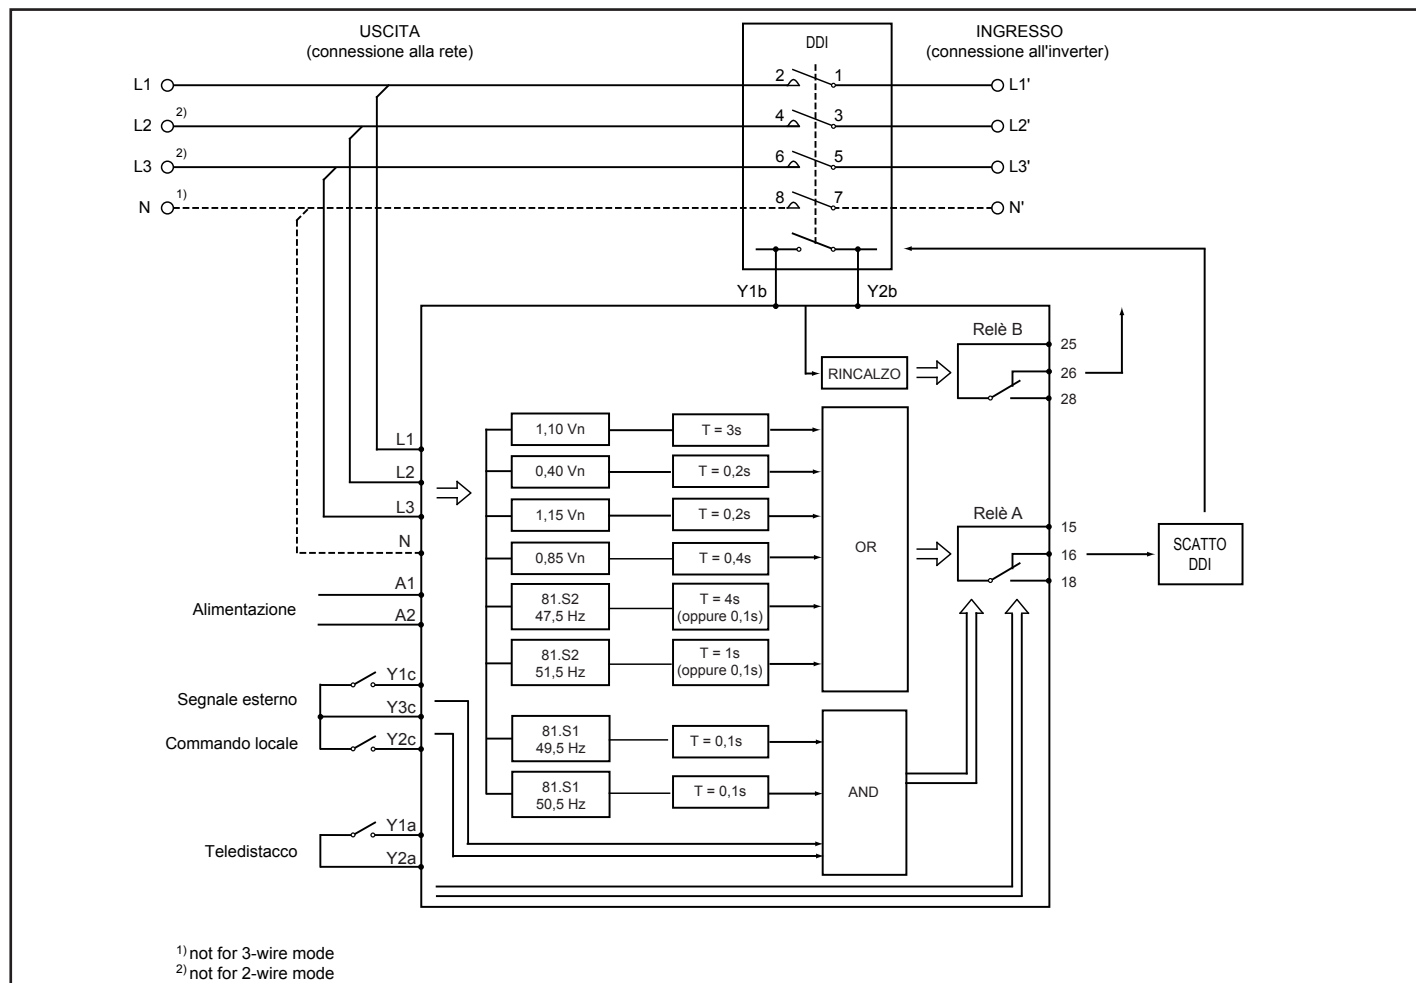 USCITA
(connessione alla rete)
DDI
INGRESSO
(connessione all'inverter)
L1
2
1
L1'
L2
2)
4
3
L2'
L3
2)
6
5
L3'
N
1)
8
7
N'
Y1b
Y2b
Relè B
25
RINCALZO
26
28
1,10 Vn
T = 3s
L1
0,40 Vn
T = 0,2s
L2
1,15 Vn
T = 0,2s
L3
Relè A
15
N
0,85 Vn
T = 0,4s
OR
16
SCATTO
DDI
18
A1
Alimentazione
A2
81.S2
47,5 Hz
T = 4s
(oppure 0,1s)
81.S2
51,5 Hz
T = 1s
(oppure 0,1s)
Y1c
Segnale esterno
Y3c
Commando locale
Y2c
81.S1
49,5 Hz
T = 0,1s
81.S1
50,5 Hz
T = 0,1s
AND
Y1a
Teledistacco
Y2a
1) not for 3-wire mode
2) not for 2-wire mode